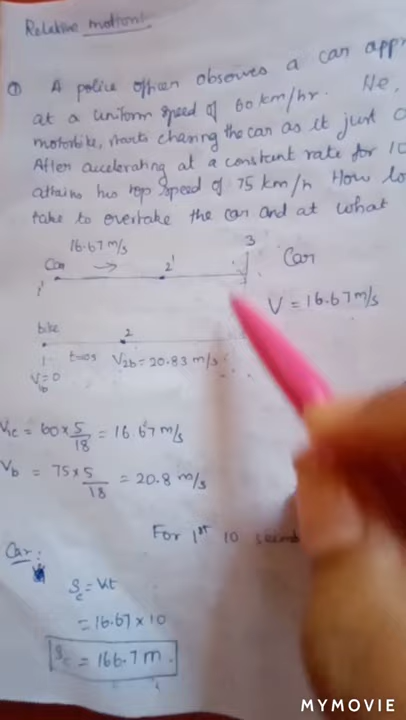 Relative motion!
① A police officer observes a car
at a uniform speed of 60 km/hr. He,
motorbike, starts chasing the car as it just
After accelerating at a constant rate for 10
attains his top speed of 75 km/h How
take to overtake the car and at what
16.67 m/s
3
Car
2'
Car
1'
V = 16.67 m/s
bike
2
1
t=0s
V2b = 20.83 m/s
V1b = 0
V1c = 60 × 5/18 = 16.67 m/s
Vb = 75 × 5/18 = 20.8 m/s
For 1st 10
Car:
Sc = Vt
= 16.67 × 10
Sc = 166.7 m.
MYMOVIE